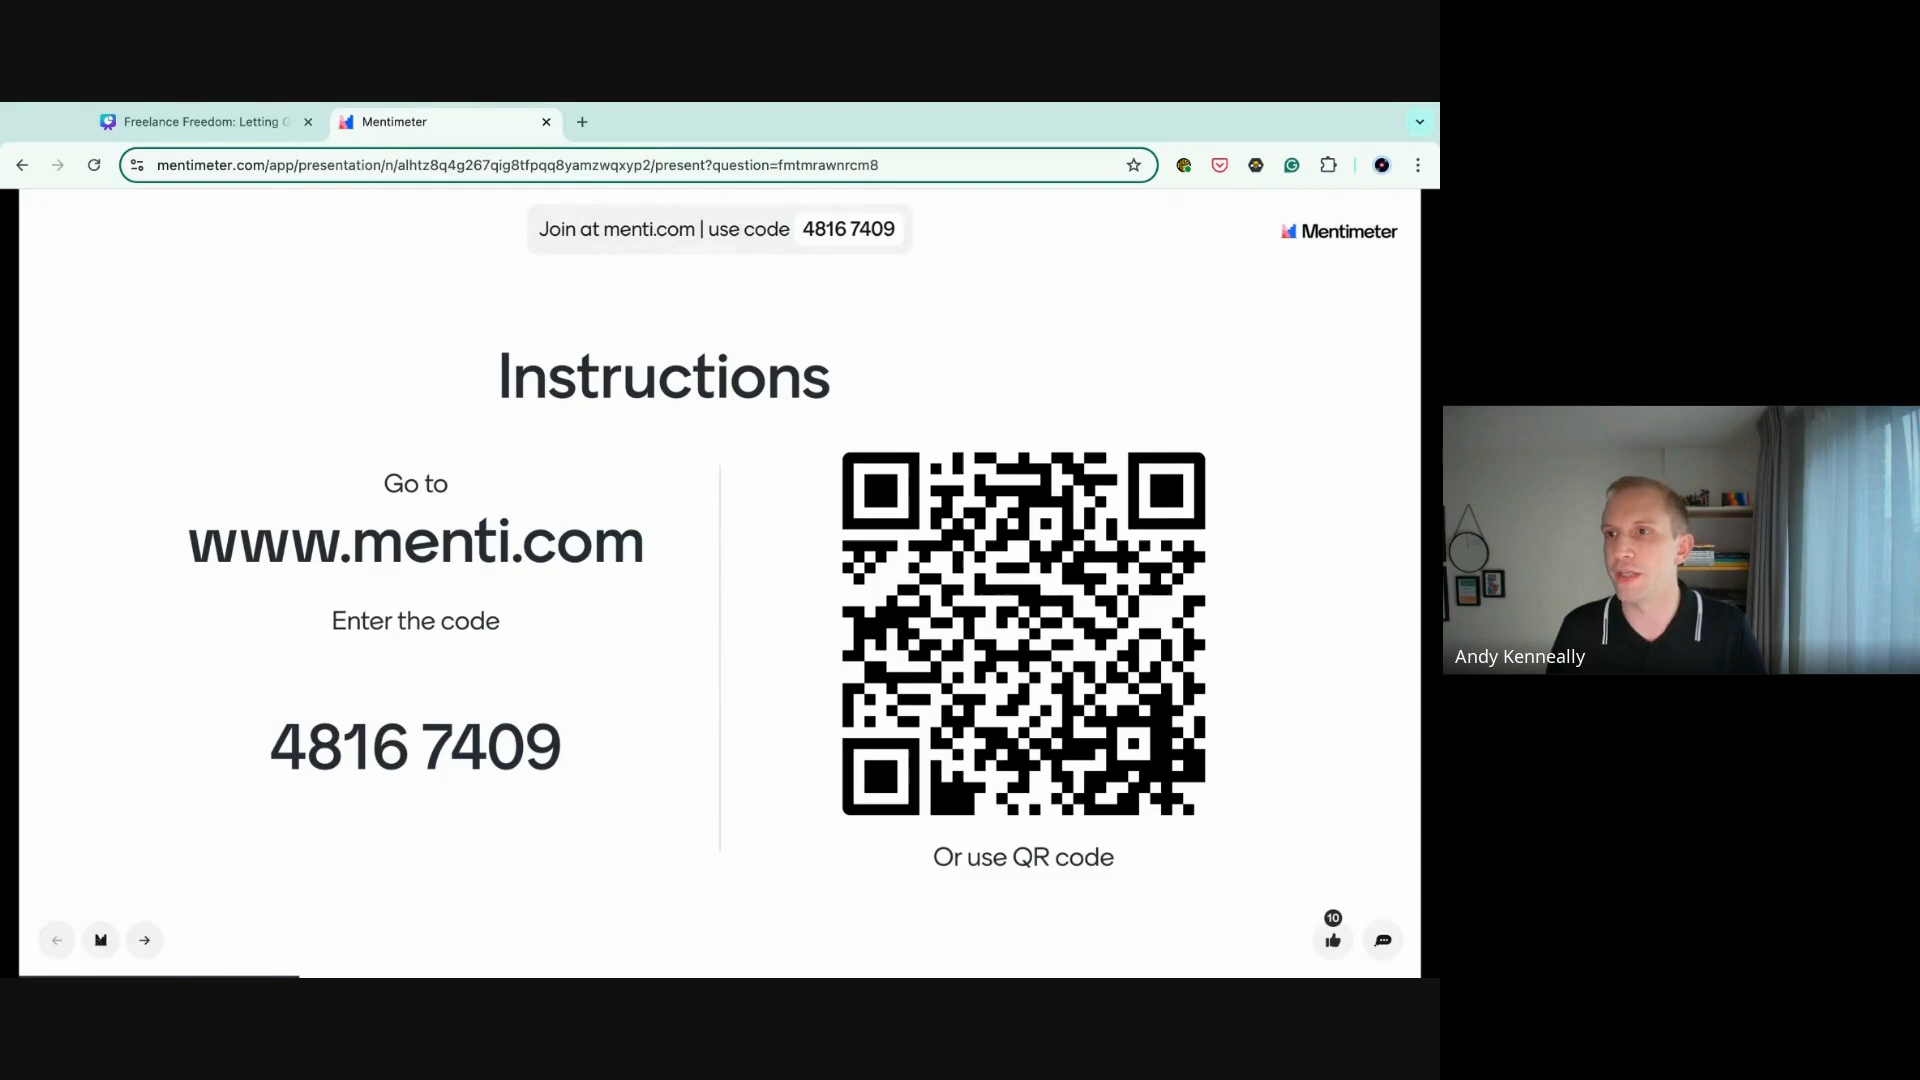 Freelance Freedom: Letting G
Mentimeter
mentimeter.com/app/presentation/n/alhtz8q4g267qig8tfpqq8yamzwqxyp2/present?question=fmtmrawnrcm8
Join at menti.com | use code 4816 7409
Mentimeter
Instructions
Go to
www.menti.com
Enter the code
4816 7409
Or use QR code
10
Andy Kenneally